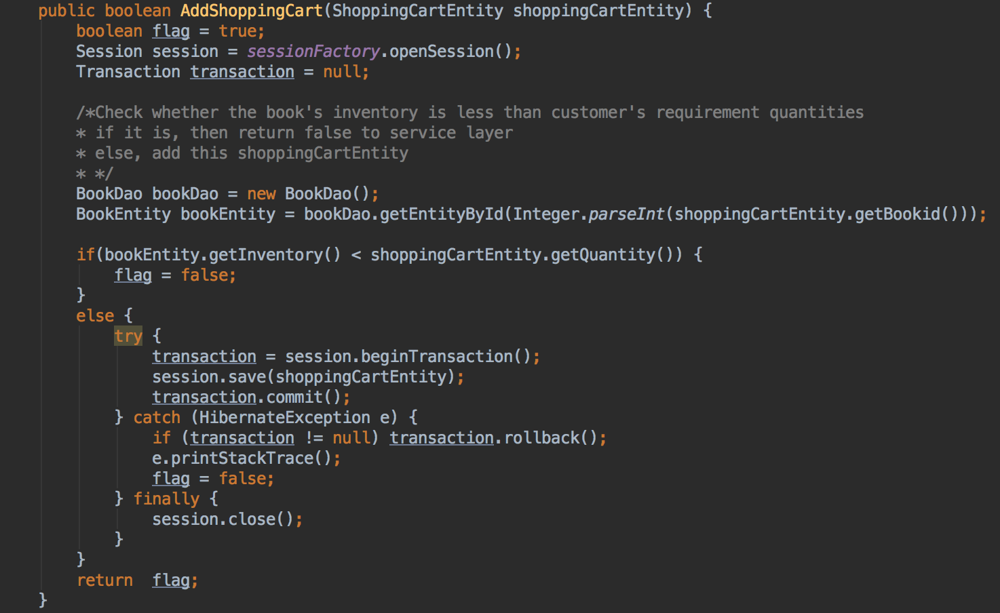 public boolean AddShoppingCart(ShoppingCartEntity shoppingCartEntity) {
    boolean flag = true;
    Session session = sessionFactory.openSession();
    Transaction transaction = null;

    /*Check whether the book's inventory is less than customer's requirement quantities
    * if it is, then return false to service layer
    * else, add this shoppingCartEntity
    * */
    BookDao bookDao = new BookDao();
    BookEntity bookEntity = bookDao.getEntityById(Integer.parseInt(shoppingCartEntity.getBookid()));

    if(bookEntity.getInventory() < shoppingCartEntity.getQuantity()) {
        flag = false;
    }
    else {
        try {
            transaction = session.beginTransaction();
            session.save(shoppingCartEntity);
            transaction.commit();
        } catch (HibernateException e) {
            if (transaction != null) transaction.rollback();
            e.printStackTrace();
            flag = false;
        } finally {
            session.close();
        }
    }
    return  flag;
}